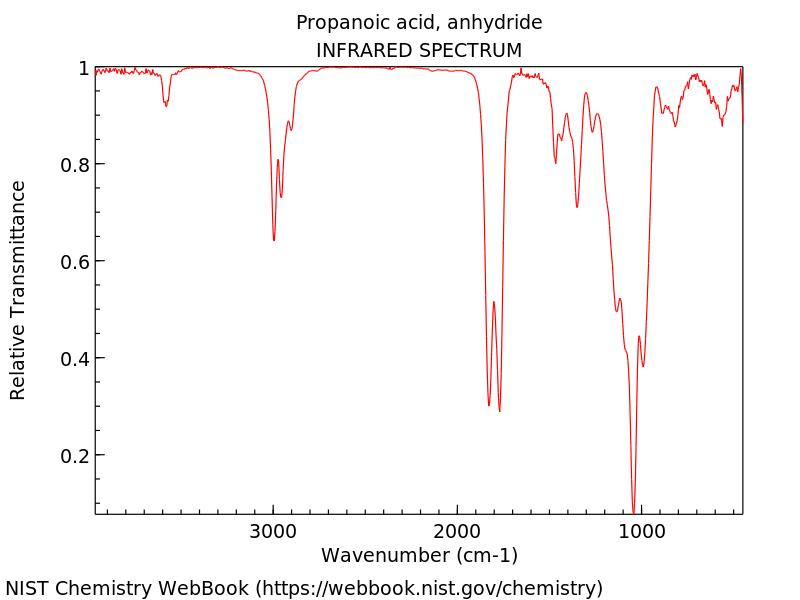 Propanoic acid, anhydride
INFRARED SPECTRUM
1
0.8
0.6
0.4
0.2
Relative Transmittance
3000 2000 1000
Wavenumber (cm-1)
NIST Chemistry WebBook (https://webbook.nist.gov/chemistry)